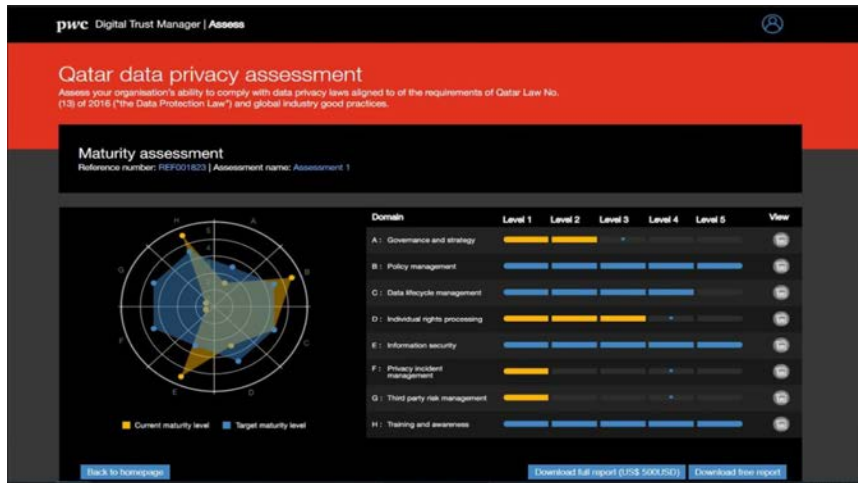 pwc Digital Trust Manager | Assess
Qatar data privacy assessment
Assess your organisation's ability to comply with data privacy laws aligned to of the requirements of Qatar Law No.
(13) of 2016 ("the Data Protection Law") and global industry good practices.
Maturity assessment
Reference number: REF001823 | Assessment name: Assessment 1
H
A
G
B
F
C
E
D
5
4
Current maturity level
Target maturity level
Domain Level 1 Level 2 Level 3 Level 4 Level 5 View
A : Governance and strategy
B : Policy management
C : Data lifecycle management
D : Individual rights processing
E : Information security
F : Privacy incident
management
G : Third party risk management
H : Training and awareness
Back to homepage
Download full report (US$ 500USD)
Download free report